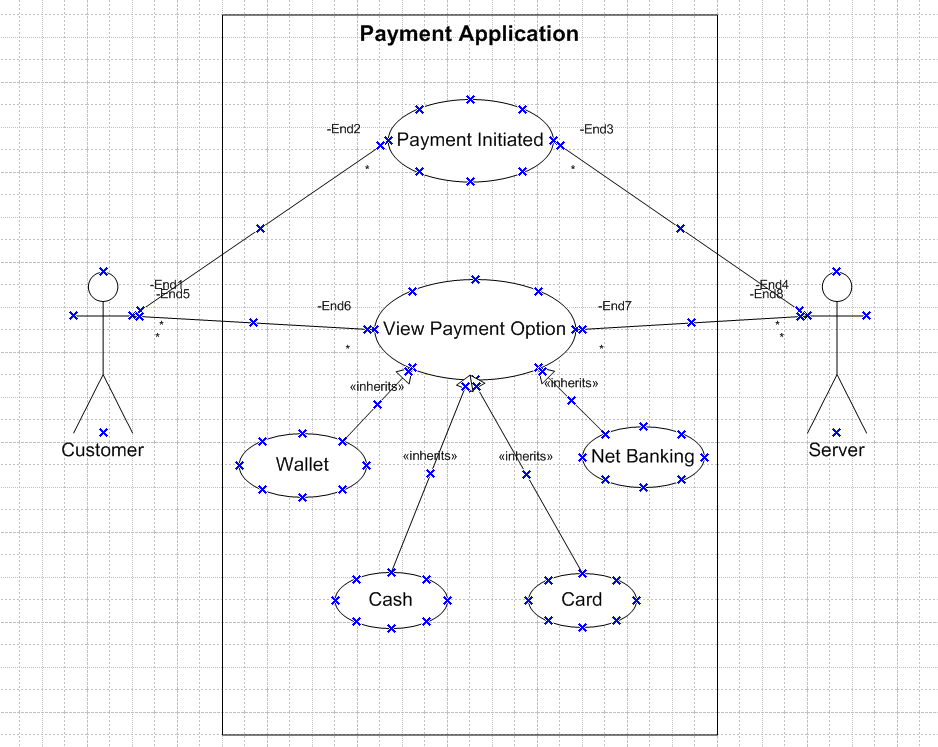 Payment Application
-End2
-End3
Payment Initiated
*
*
-End1
-End5
-End4
-End8
-End6
-End7
View Payment Option
*
*
*
*
*
*
«inherits»
«inherits»
Customer
Server
«inherits»
«inherits»
Wallet
Net Banking
Cash
Card